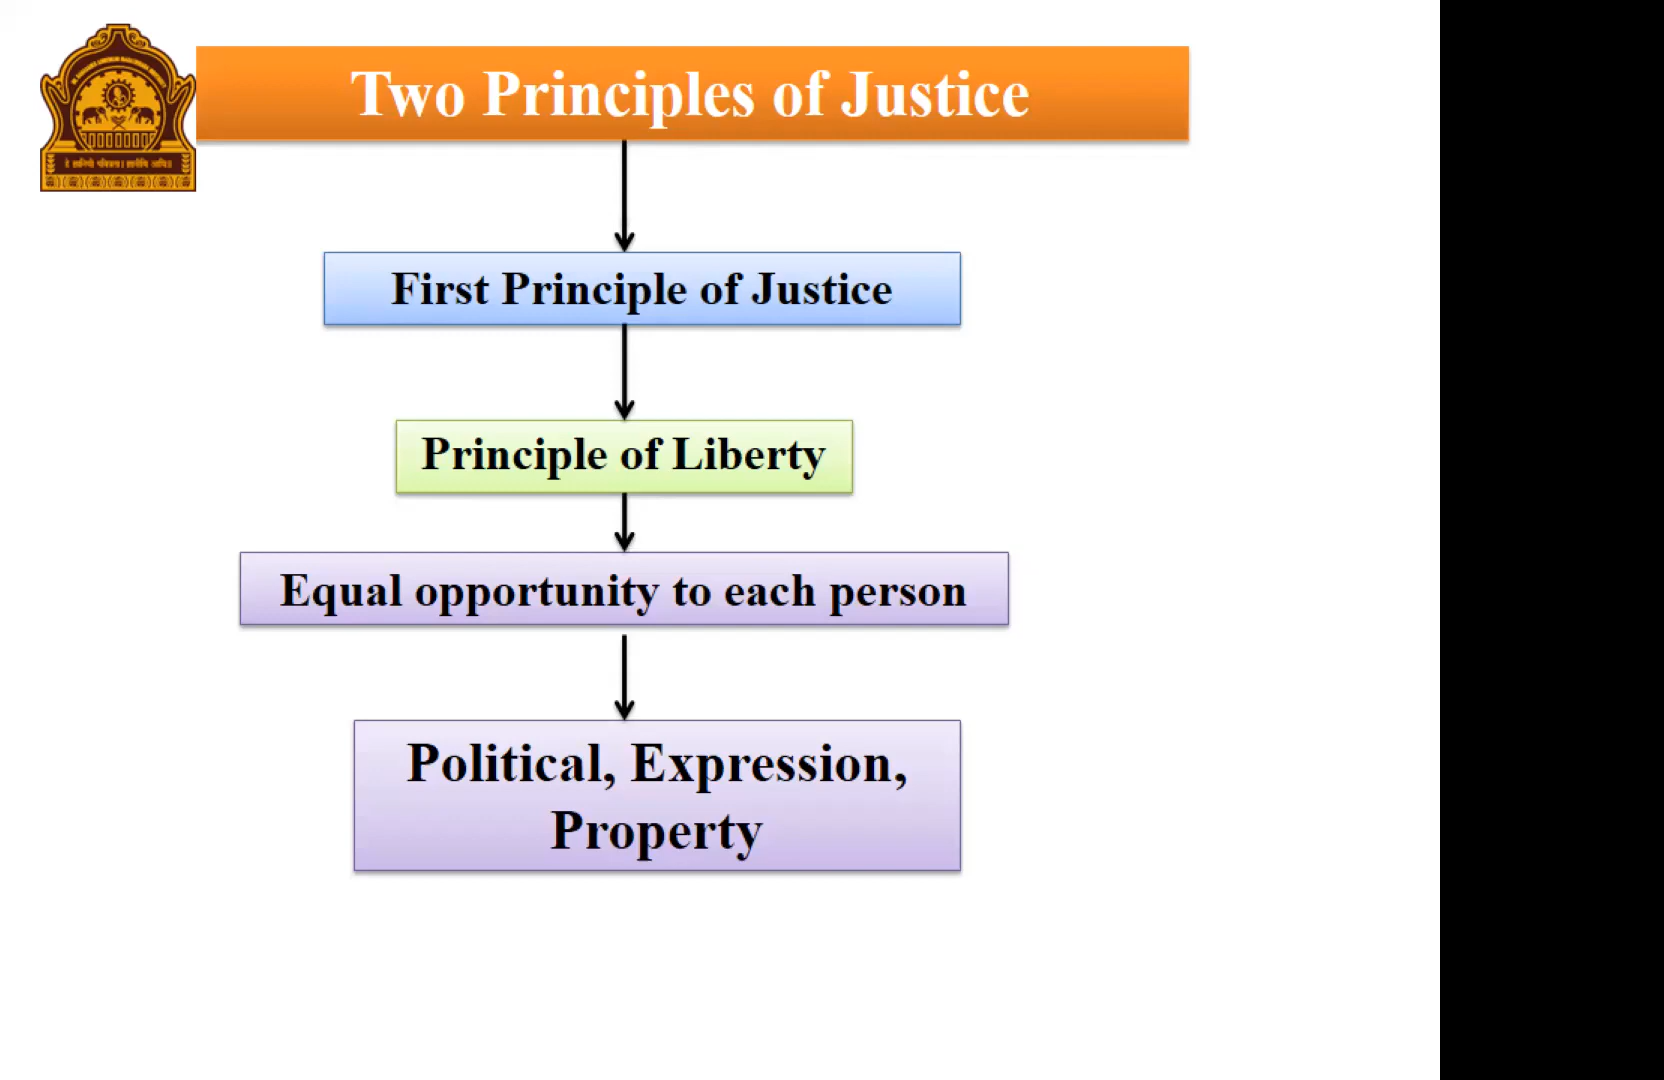 Two Principles of Justice
First Principle of Justice
Principle of Liberty
Equal opportunity to each person
Political, Expression,
Property